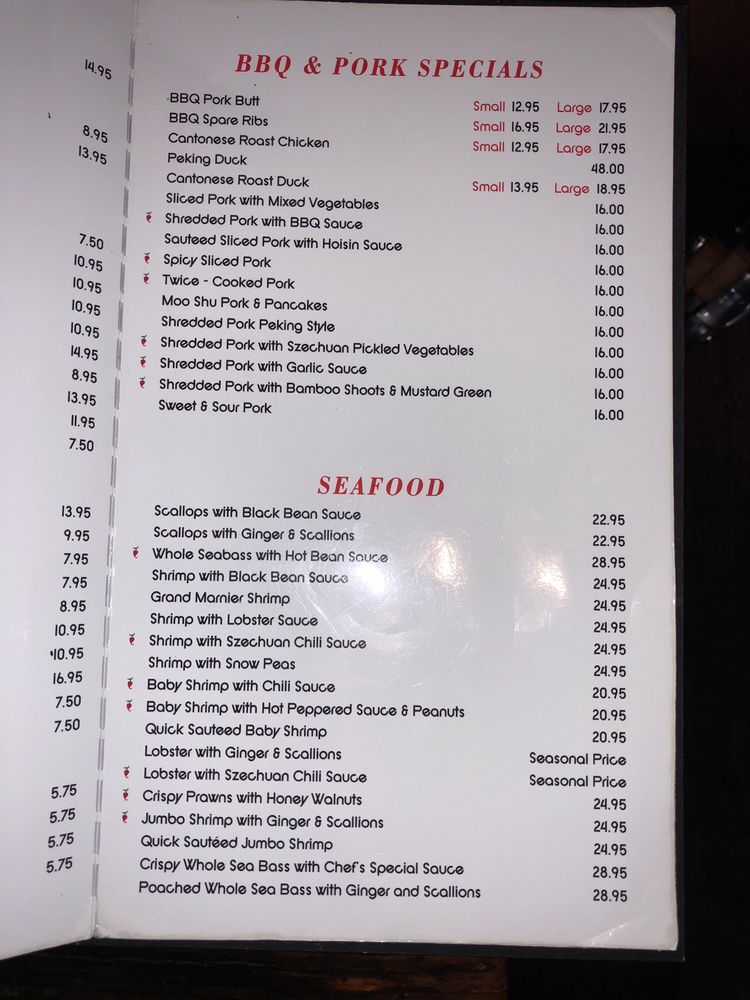 14.95
8.95
13.95
7.50
10.95
10.95
10.95
10.95
14.95
8.95
13.95
11.95
7.50
13.95
9.95
7.95
7.95
8.95
10.95
10.95
16.95
7.50
7.50
5.75
5.75
5.75
5.75
BBQ & PORK SPECIALS
BBQ Pork Butt Small 12.95 Large 17.95
BBQ Spare Ribs Small 16.95 Large 21.95
Cantonese Roast Chicken Small 12.95 Large 17.95
Peking Duck 48.00
Cantonese Roast Duck Small 13.95 Large 18.95
Sliced Pork with Mixed Vegetables 16.00
Shredded Pork with BBQ Sauce 16.00
Sauteed Sliced Pork with Hoisin Sauce 16.00
Spicy Sliced Pork 16.00
Twice - Cooked Pork 16.00
Moo Shu Pork & Pancakes 16.00
Shredded Pork Peking Style 16.00
Shredded Pork with Szechuan Pickled Vegetables 16.00
Shredded Pork with Garlic Sauce 16.00
Shredded Pork with Bamboo Shoots & Mustard Green 16.00
Sweet & Sour Pork 16.00
SEAFOOD
Scallops with Black Bean Sauce 22.95
Scallops with Ginger & Scallions 22.95
Whole Seabass with Hot Bean Sauce 28.95
Shrimp with Black Bean Sauce 24.95
Grand Marnier Shrimp 24.95
Shrimp with Lobster Sauce 24.95
Shrimp with Szechuan Chili Sauce 24.95
Shrimp with Snow Peas 24.95
Baby Shrimp with Chili Sauce 20.95
Baby Shrimp with Hot Peppered Sauce & Peanuts 20.95
Quick Sauteed Baby Shrimp 20.95
Lobster with Ginger & Scallions Seasonal Price
Lobster with Szechuan Chili Sauce Seasonal Price
Crispy Prawns with Honey Walnuts 24.95
Jumbo Shrimp with Ginger & Scallions 24.95
Quick Sautéed Jumbo Shrimp 24.95
Crispy Whole Sea Bass with Chef's Special Sauce 28.95
Poached Whole Sea Bass with Ginger and Scallions 28.95